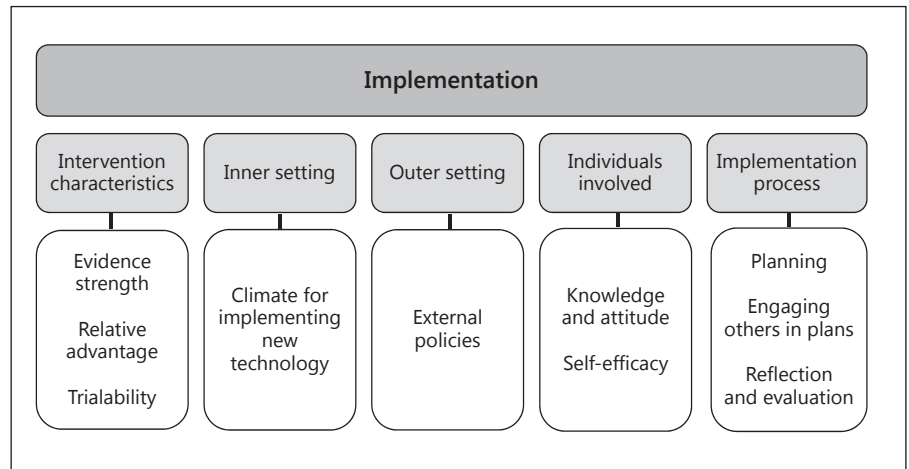 Implementation
Intervention
characteristics
Inner setting
Outer setting
Individuals
involved
Implementation
process
Evidence
strength
Relative
advantage
Trialability
Climate for
implementing
new
technology
External
policies
Knowledge
and attitude
Self-efficacy
Planning
Engaging
others in plans
Reflection
and evaluation